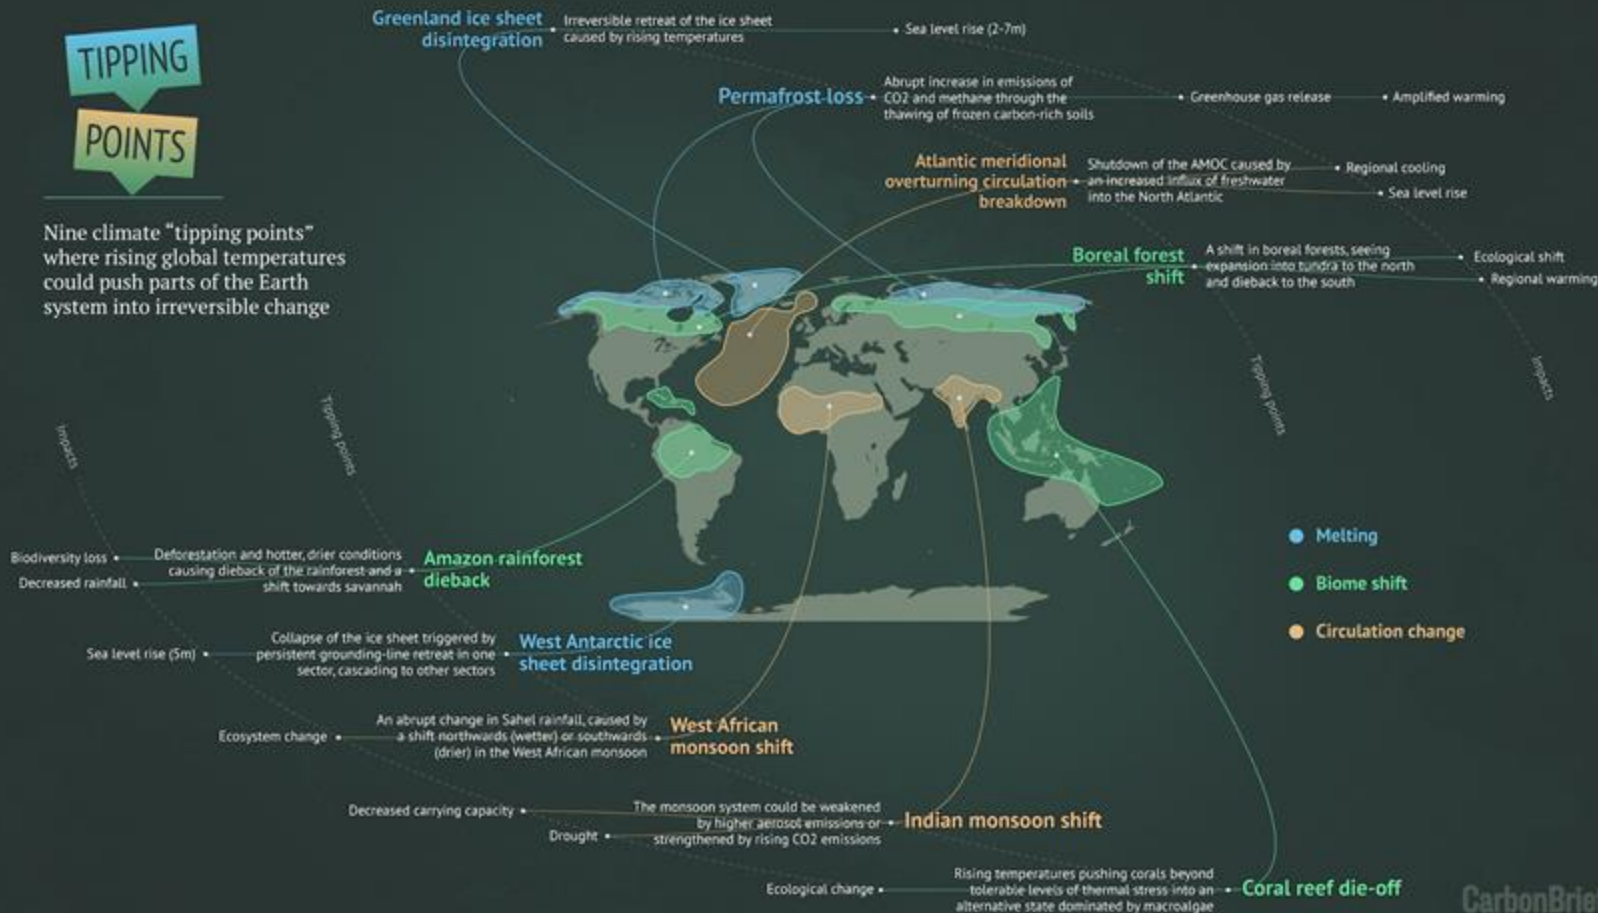 TIPPING
POINTS
Nine climate “tipping points”
where rising global temperatures
could push parts of the Earth
system into irreversible change
Greenland ice sheet
disintegration
Irreversible retreat of the ice sheet
caused by rising temperatures
Sea level rise (2-7m)
Permafrost loss
Abrupt increase in emissions of
CO2 and methane through the
thawing of frozen carbon-rich soils
Greenhouse gas release
Amplified warming
Atlantic meridional
overturning circulation
breakdown
Shutdown of the AMOC caused by
an increased influx of freshwater
into the North Atlantic
Regional cooling
Sea level rise
Boreal forest
shift
A shift in boreal forests, seeing
expansion into tundra to the north
and dieback to the south
Ecological shift
Regional warming
Tipping points
Impacts
Impacts
Tipping points
Melting
Biome shift
Circulation change
Biodiversity loss
Decreased rainfall
Deforestation and hotter, drier conditions
causing dieback of the rainforest and a
shift towards savannah
Amazon rainforest
dieback
Sea level rise (5m)
Collapse of the ice sheet triggered by
persistent grounding-line retreat in one
sector, cascading to other sectors
West Antarctic ice
sheet disintegration
Ecosystem change
An abrupt change in Sahel rainfall, caused by
a shift northwards (wetter) or southwards
(drier) in the West African monsoon
West African
monsoon shift
Decreased carrying capacity
Drought
The monsoon system could be weakened
by higher aerosol emissions or
strengthened by rising CO2 emissions
Indian monsoon shift
Ecological change
Rising temperatures pushing corals beyond
tolerable levels of thermal stress into an
alternative state dominated by macroalgae
Coral reef die-off
CarbonBrie